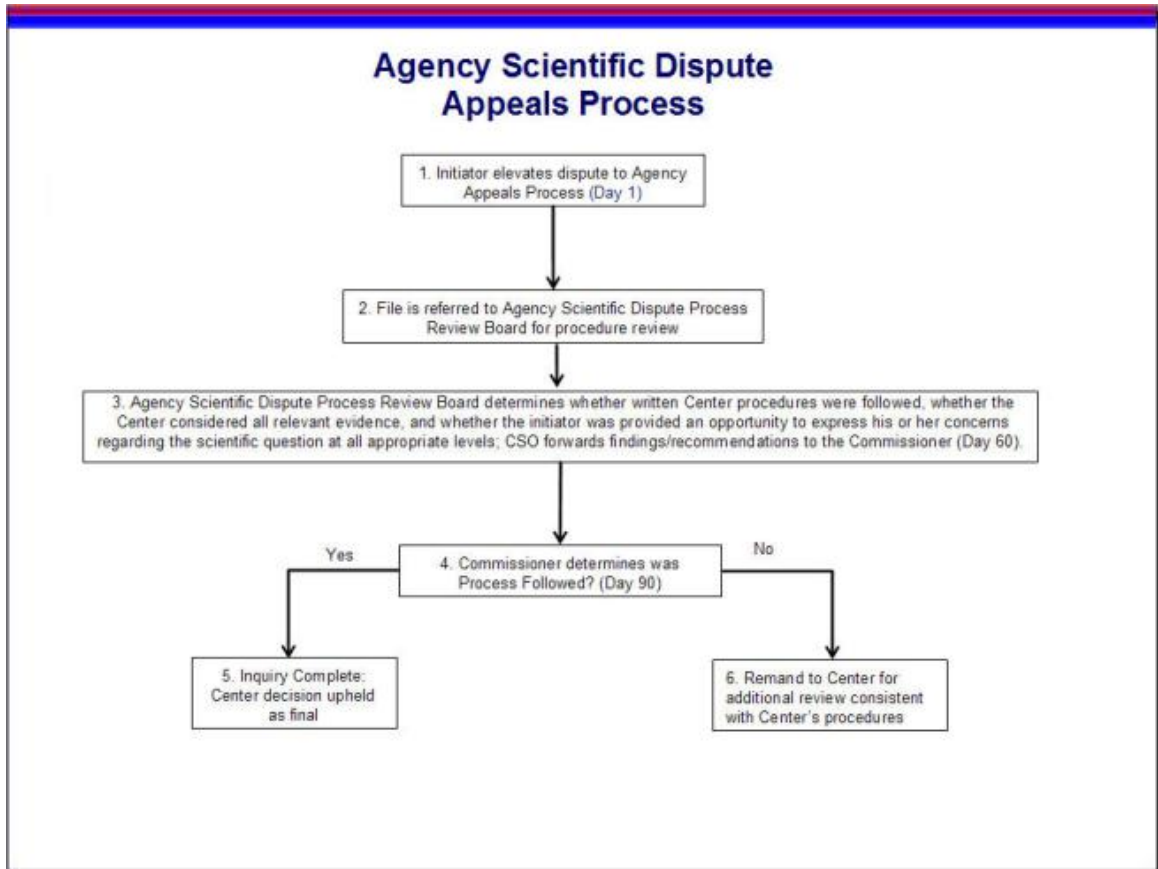 Agency Scientific Dispute
Appeals Process
1. Initiator elevates dispute to Agency
Appeals Process (Day 1)
2. File is referred to Agency Scientific Dispute Process
Review Board for procedure review
3. Agency Scientific Dispute Process Review Board determines whether written Center procedures were followed, whether the
Center considered all relevant evidence, and whether the initiator was provided an opportunity to express his or her concerns
regarding the scientific question at all appropriate levels; CSO forwards findings/recommendations to the Commissioner (Day 60).
Yes
4. Commissioner determines was
Process Followed? (Day 90)
No
5. Inquiry Complete:
Center decision upheld
as final
6. Remand to Center for
additional review consistent
with Center's procedures